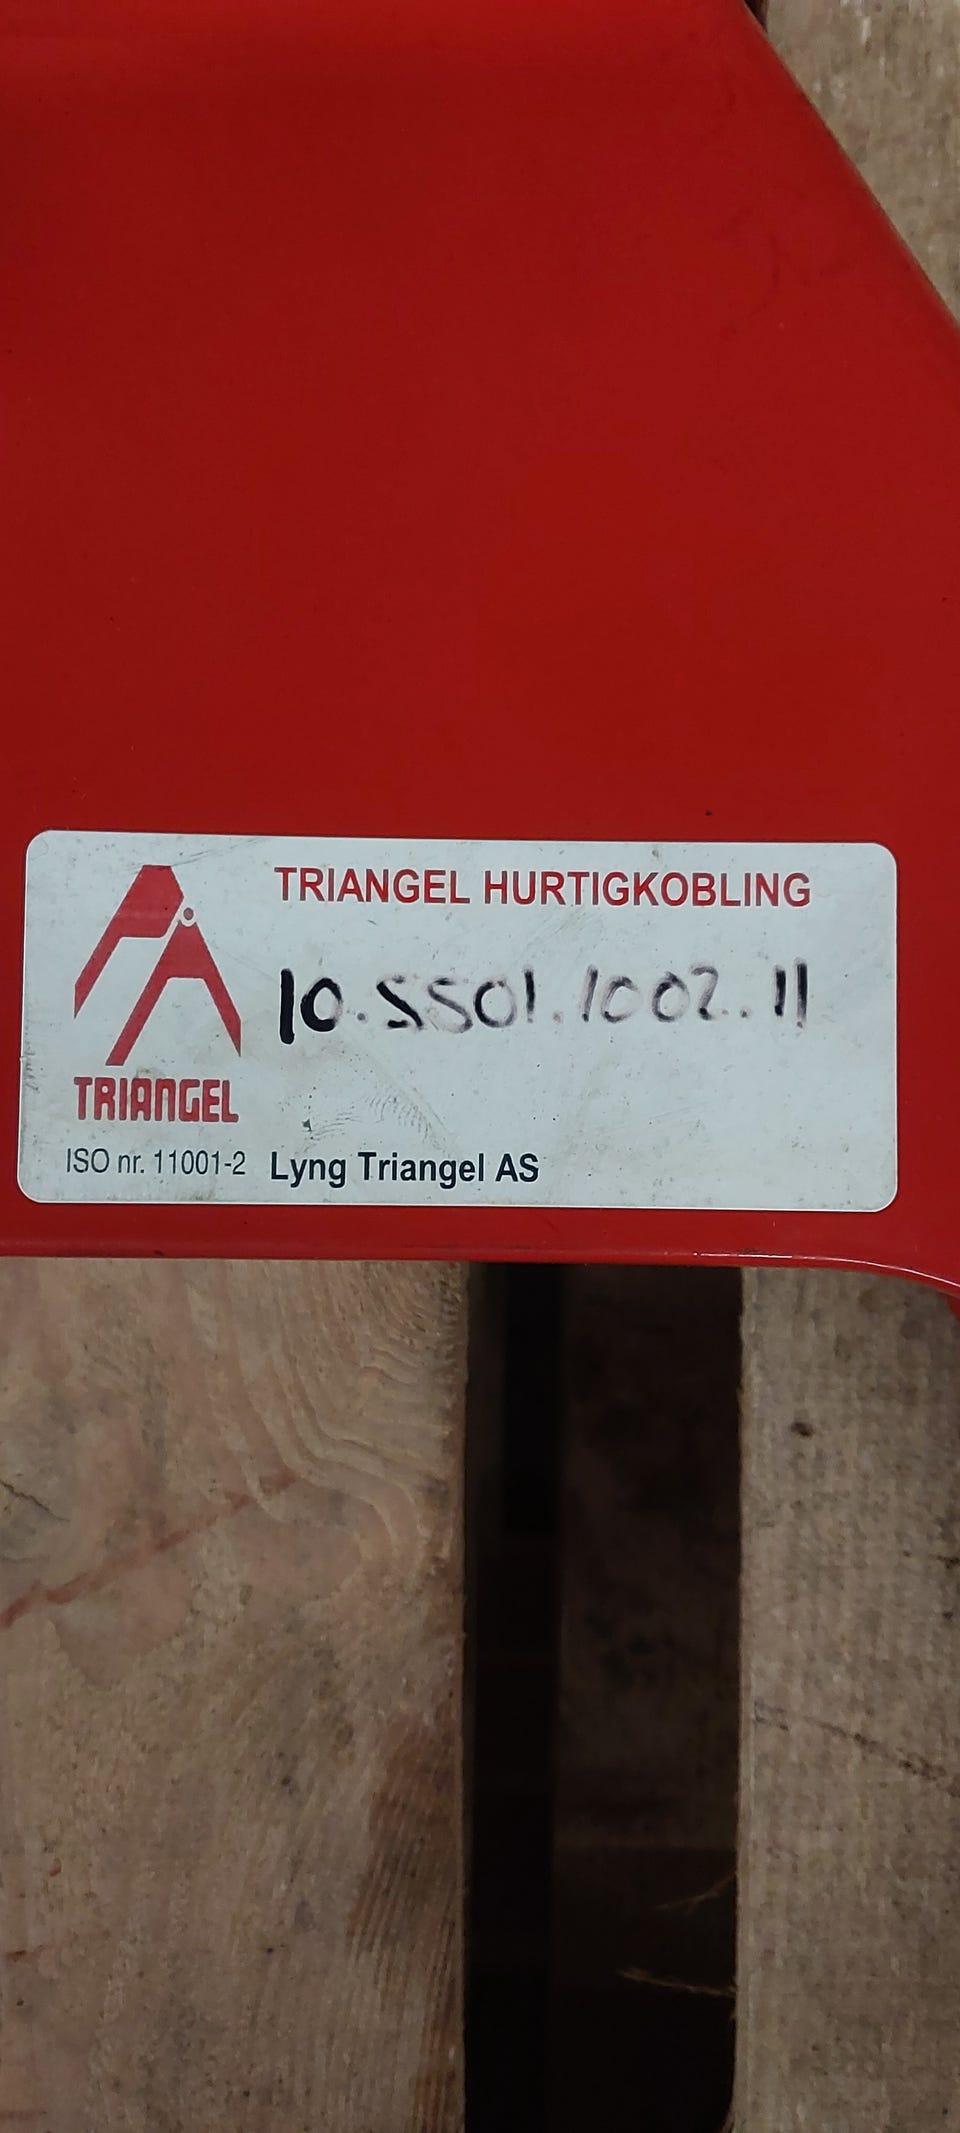 TRIANGEL HURTIGKOBLING
10.5501.1002.11
TRIANGEL
ISO nr. 11001-2 Lyng Triangel AS